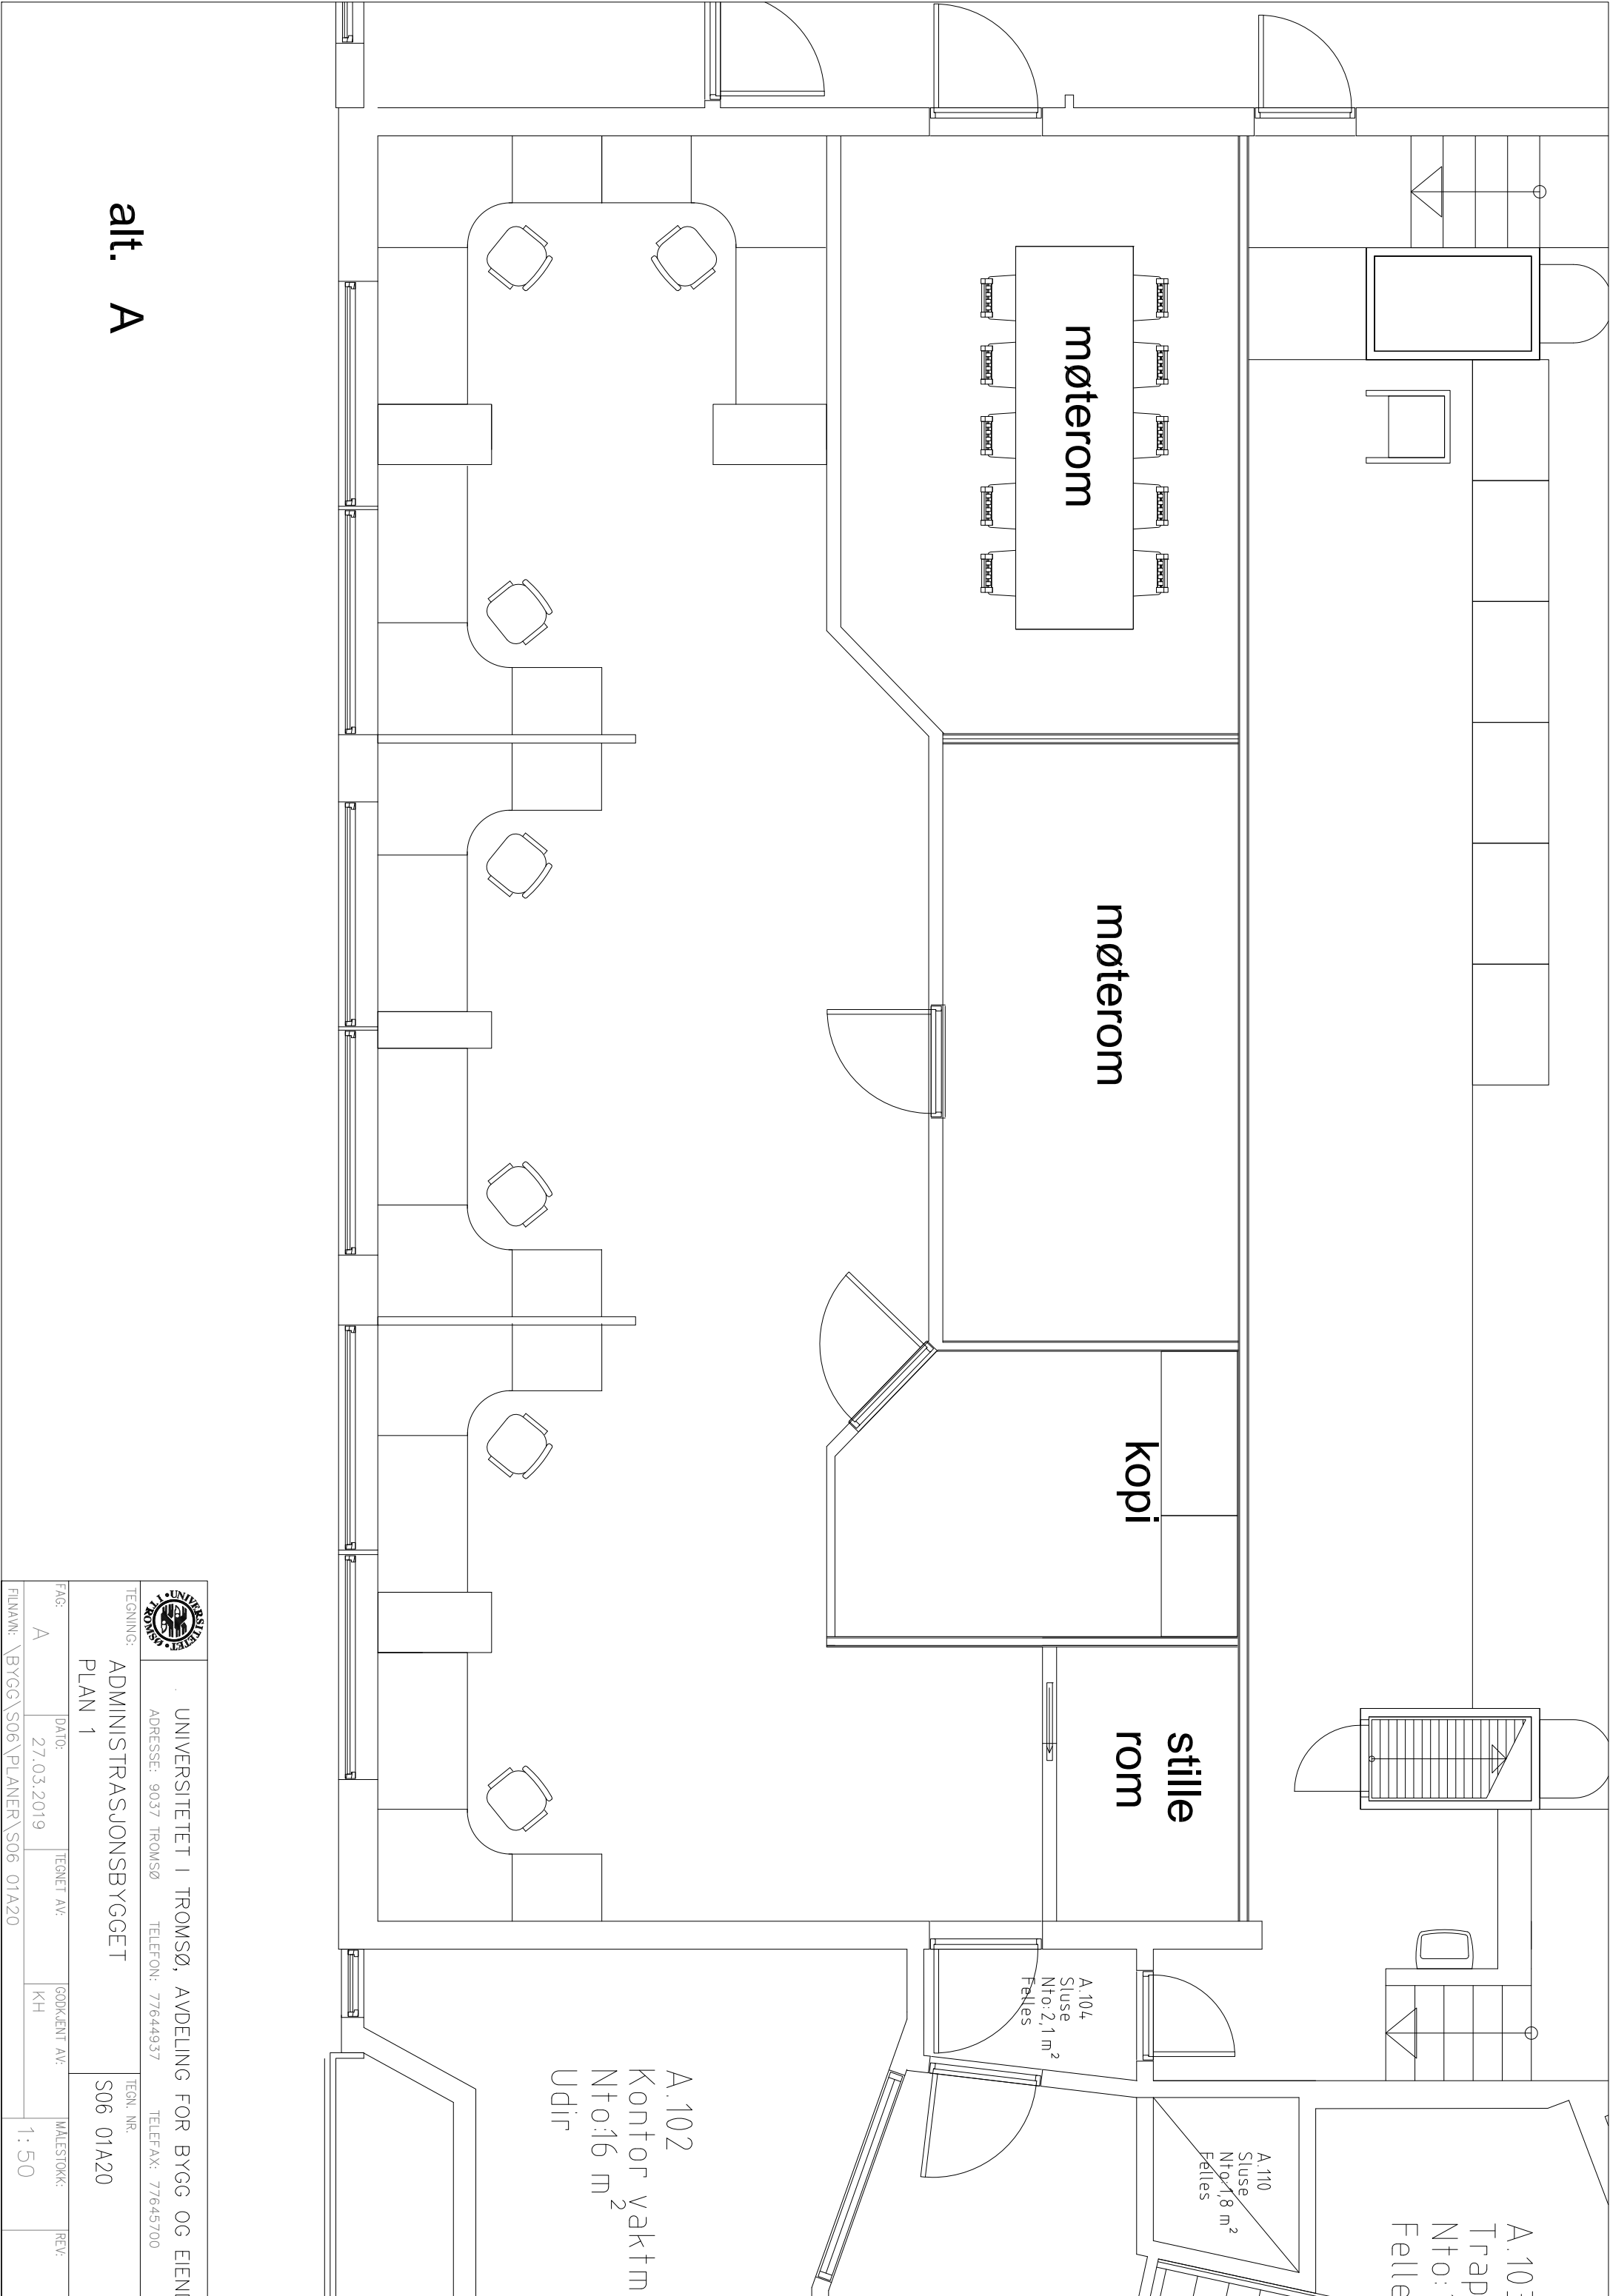 møterom
møterom
kopi
stille
rom
alt. A
A.104
Sluse
Nto:2,1 m²
Felles
A.110
Sluse
Nto:1,8 m²
Felles
A.102
Kontor vaktm
Nto:16 m²
Udir
Felle
UNIVERSITETET I TROMSØ
UNIVERSITETET I TROMSØ, AVDELING FOR BYGG OG
ADRESSE: 9037 TROMSØ TELEFON: 77644937 TELEFAX: 77645700
TEGNING:
ADMINISTRASJONSBYGGET
PLAN 1
TEGN. NR.
S06 01A20
FAG:
A
DATO:
27.03.2019
TEGNET AV:
GODKJENT AV:
KH
MÅLESTOKK:
1:50
REV:
FILNAVN: \BYGG\S06\PLANER\S06 01A20